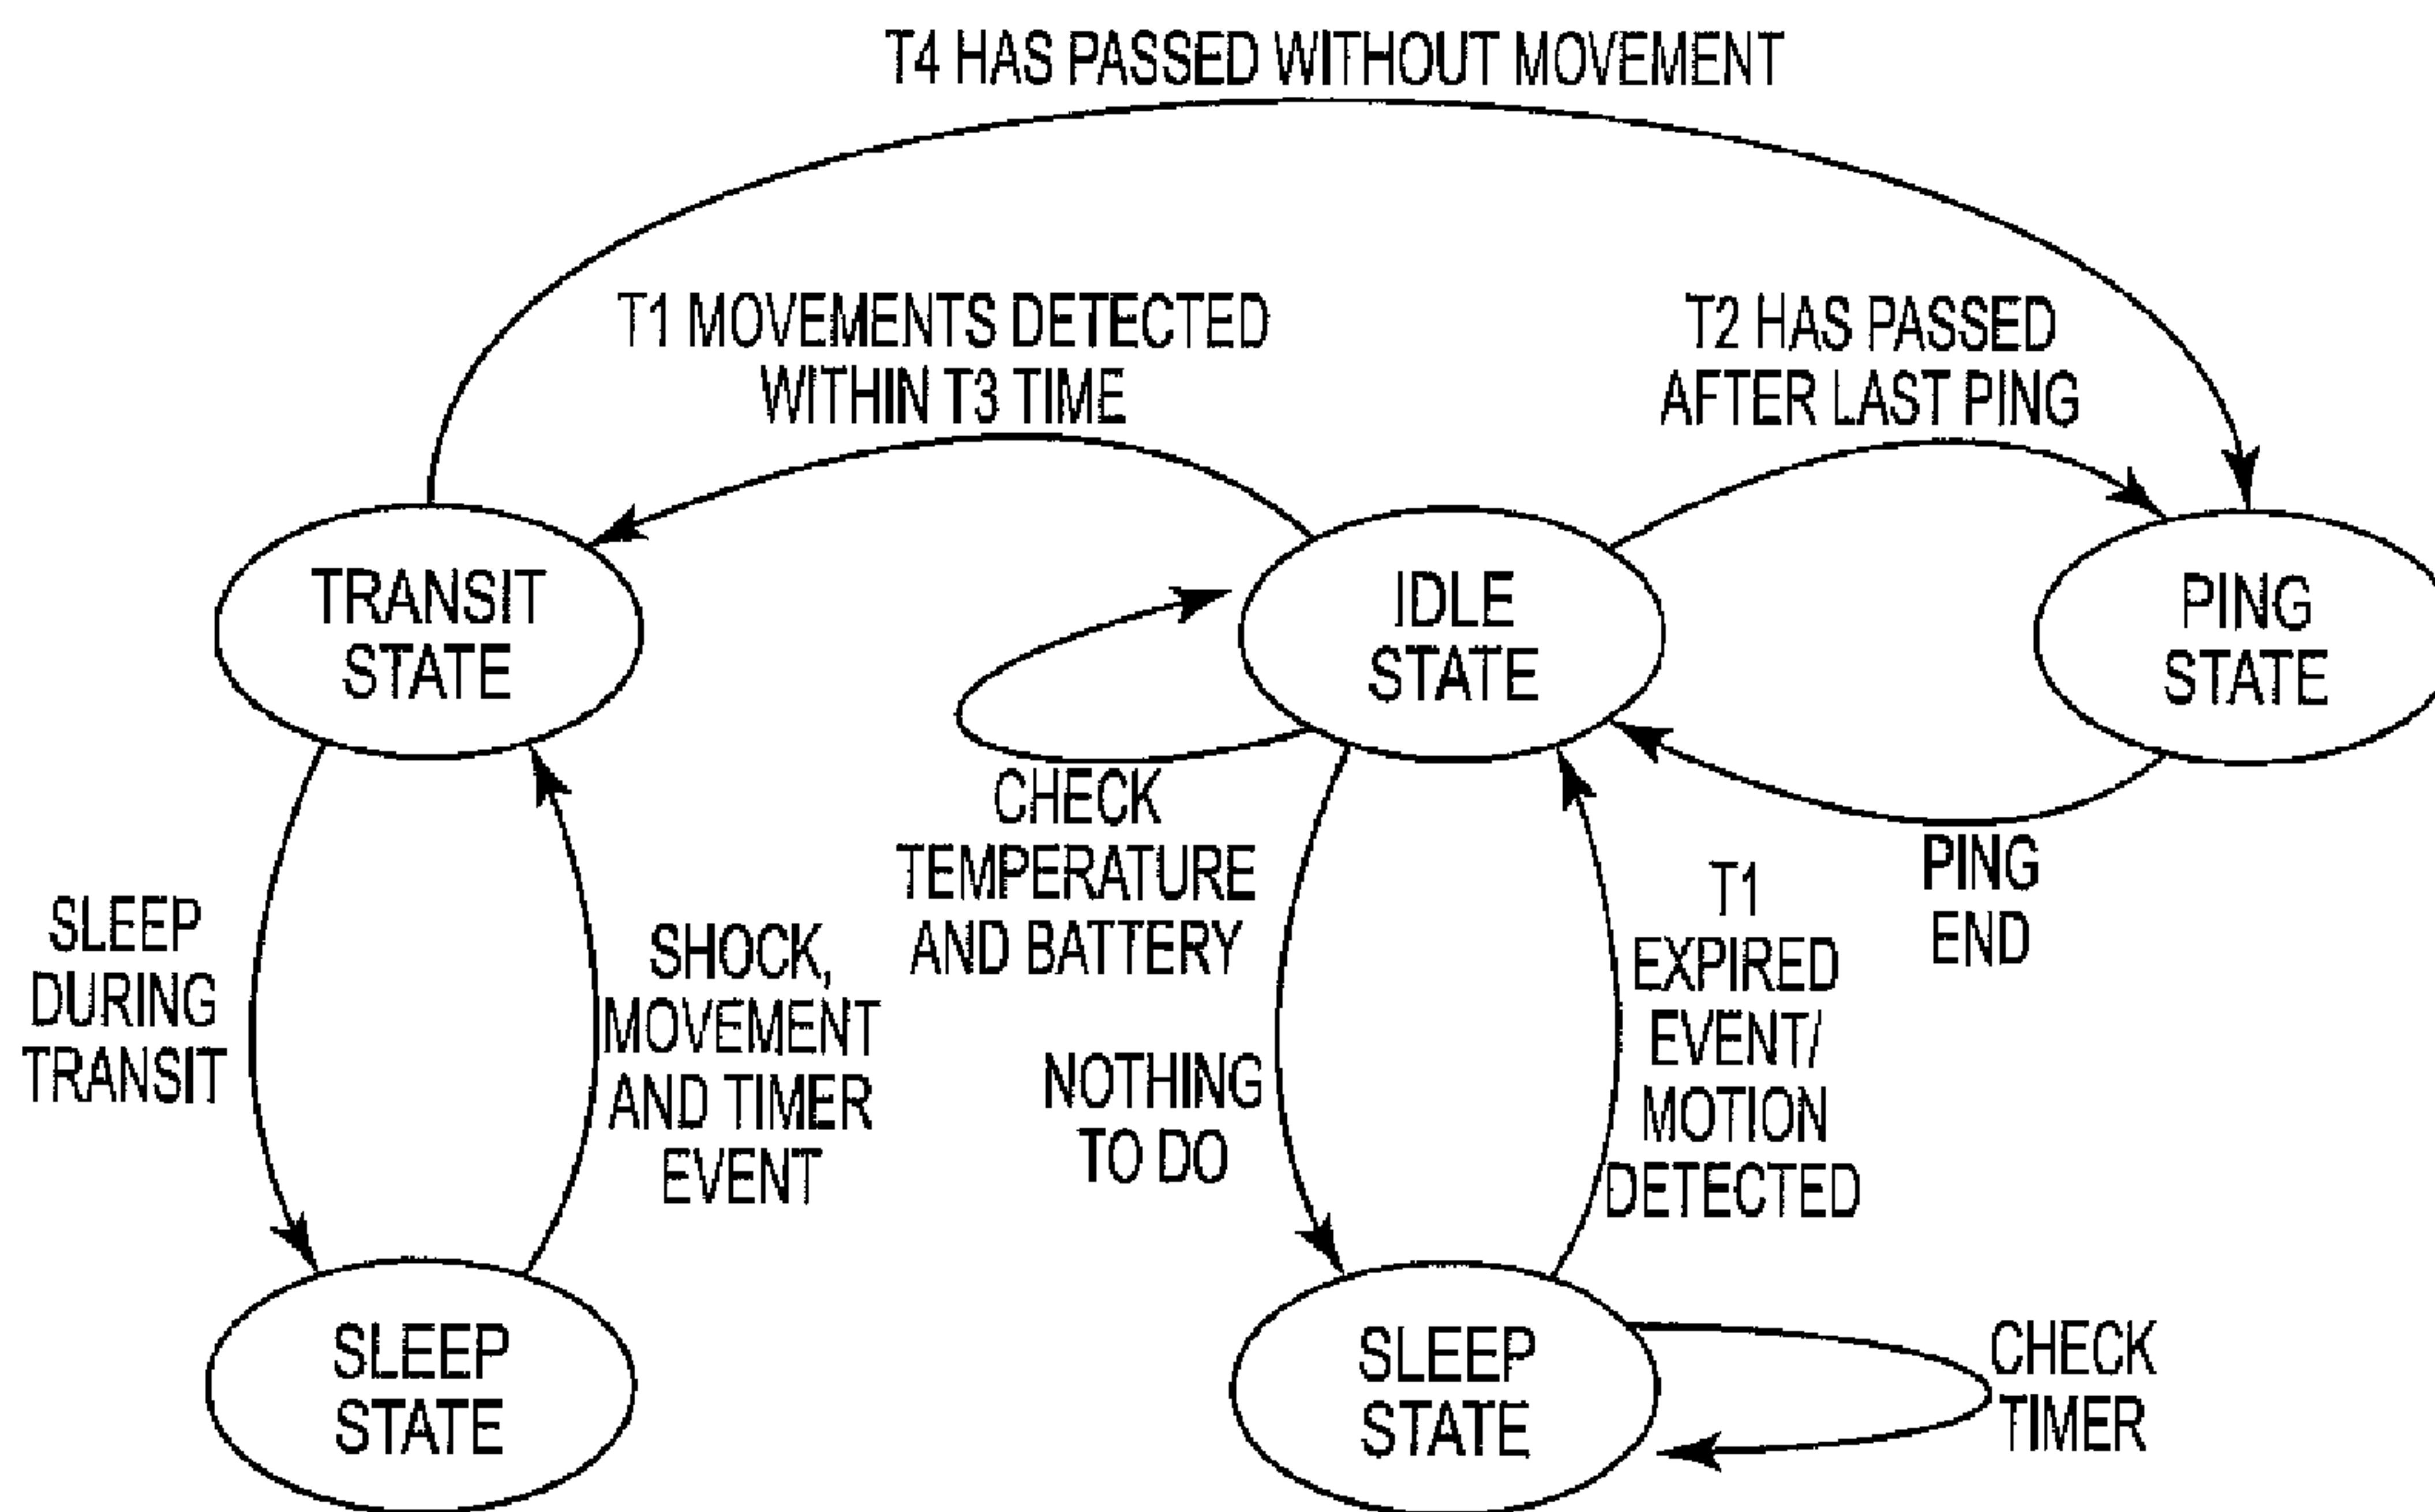 T4 HAS PASSED WITHOUT MOVEMENT
T1 MOVEMENTS DETECTED
WITHIN T3 TIME
T2 HAS PASSED
AFTER LAST PING
TRANSIT
STATE
IDLE
STATE
PING
STATE
CHECK
TEMPERATURE
AND BATTERY
PING
END
SLEEP
DURING
TRANSIT
SHOCK,
MOVEMENT
AND TIMER
EVENT
NOTHING
TO DO
T1
EXPIRED
EVENT/
MOTION
DETECTED
SLEEP
STATE
SLEEP
STATE
CHECK
TIMER